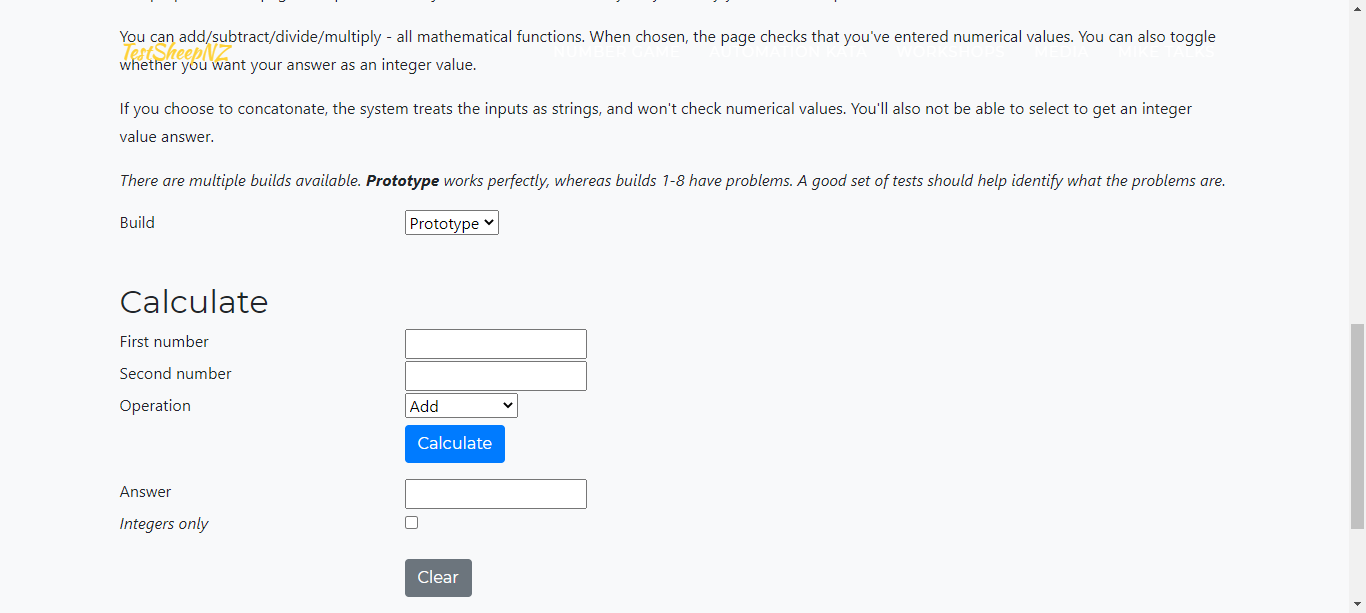 You can add/subtract/divide/multiply - all mathematical functions. When chosen, the page checks that you've entered numerical values. You can also toggle
TestSheepNZ
whether you want your answer as an integer value.
If you choose to concatonate, the system treats the inputs as strings, and won't check numerical values. You'll also not be able to select to get an integer
value answer.
There are multiple builds available. Prototype works perfectly, whereas builds 1-8 have problems. A good set of tests should help identify what the problems are.
Build
Prototype
Calculate
First number
Second number
Operation
Add
Calculate
Answer
Integers only
Clear